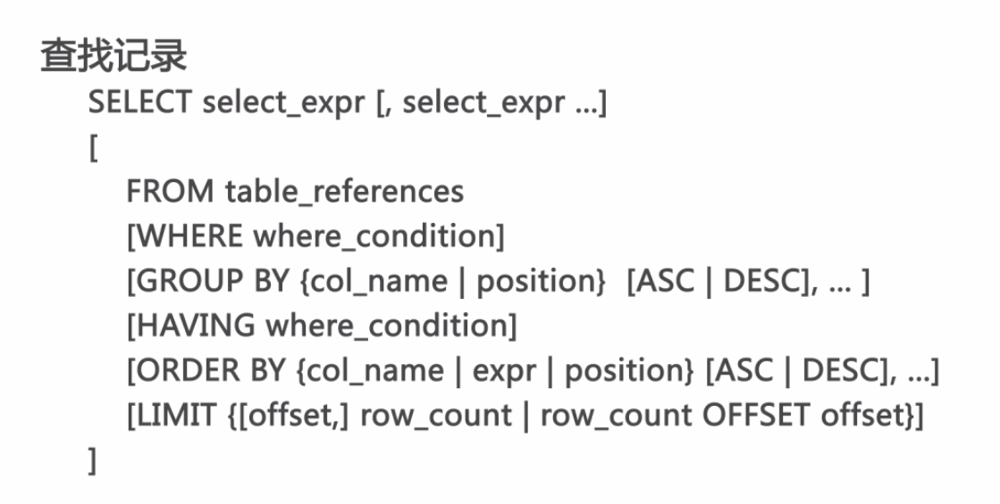 查找记录
SELECT select_expr [, select_expr ...]
[
FROM table_references
[WHERE where_condition]
[GROUP BY {col_name | position} [ASC | DESC], ... ]
[HAVING where_condition]
[ORDER BY {col_name | expr | position} [ASC | DESC], ...]
[LIMIT {[offset,] row_count | row_count OFFSET offset}]
]